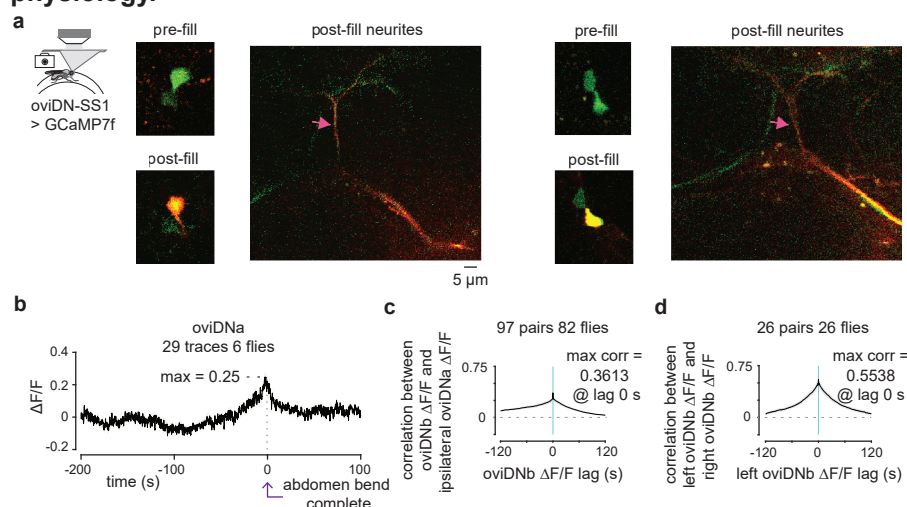 physiology.
a
pre-fill
post-fill neurites
pre-fill
post-fill neurites
oviDN-SS1
> GCaMP7f
post-fill
post-fill
5 μm
b
oviDNa
29 traces 6 flies
max = 0.25
ΔF/F
0.4
0.2
0
-0.2
-200
-100
0
100
time (s)
abdomen bend
complete
c
97 pairs 82 flies
correlation between
oviDNb ΔF/F and
ipsilateral oviDNa ΔF/F
max corr =
0.3613
@ lag 0 s
0.75
0
-120
0
120
oviDNb ΔF/F lag (s)
d
26 pairs 26 flies
correlation between
left oviDNb ΔF/F and
right oviDNb ΔF/F
max corr =
0.5538
@ lag 0 s
0.75
0
-120
0
120
left oviDNb ΔF/F lag (s)